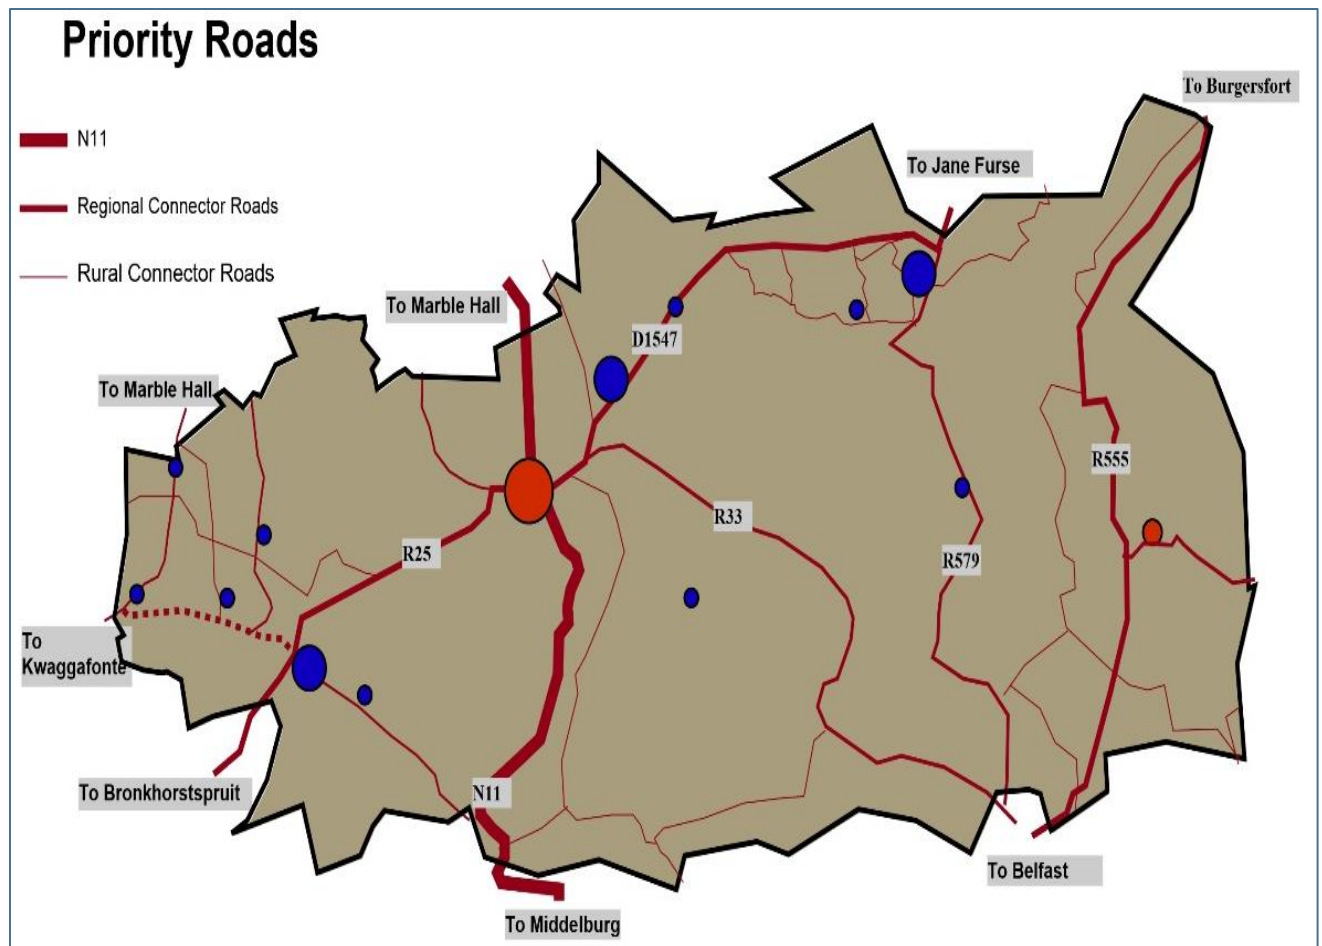 Priority Roads
N11
Regional Connector Roads
Rural Connector Roads
To Burgersfort
To Jane Furse
To Marble Hall
D1547
To Marble Hall
R555
R33
R25
R579
To
Kwaggafonte
To Bronkhorstspruit
N11
To Belfast
To Middelburg